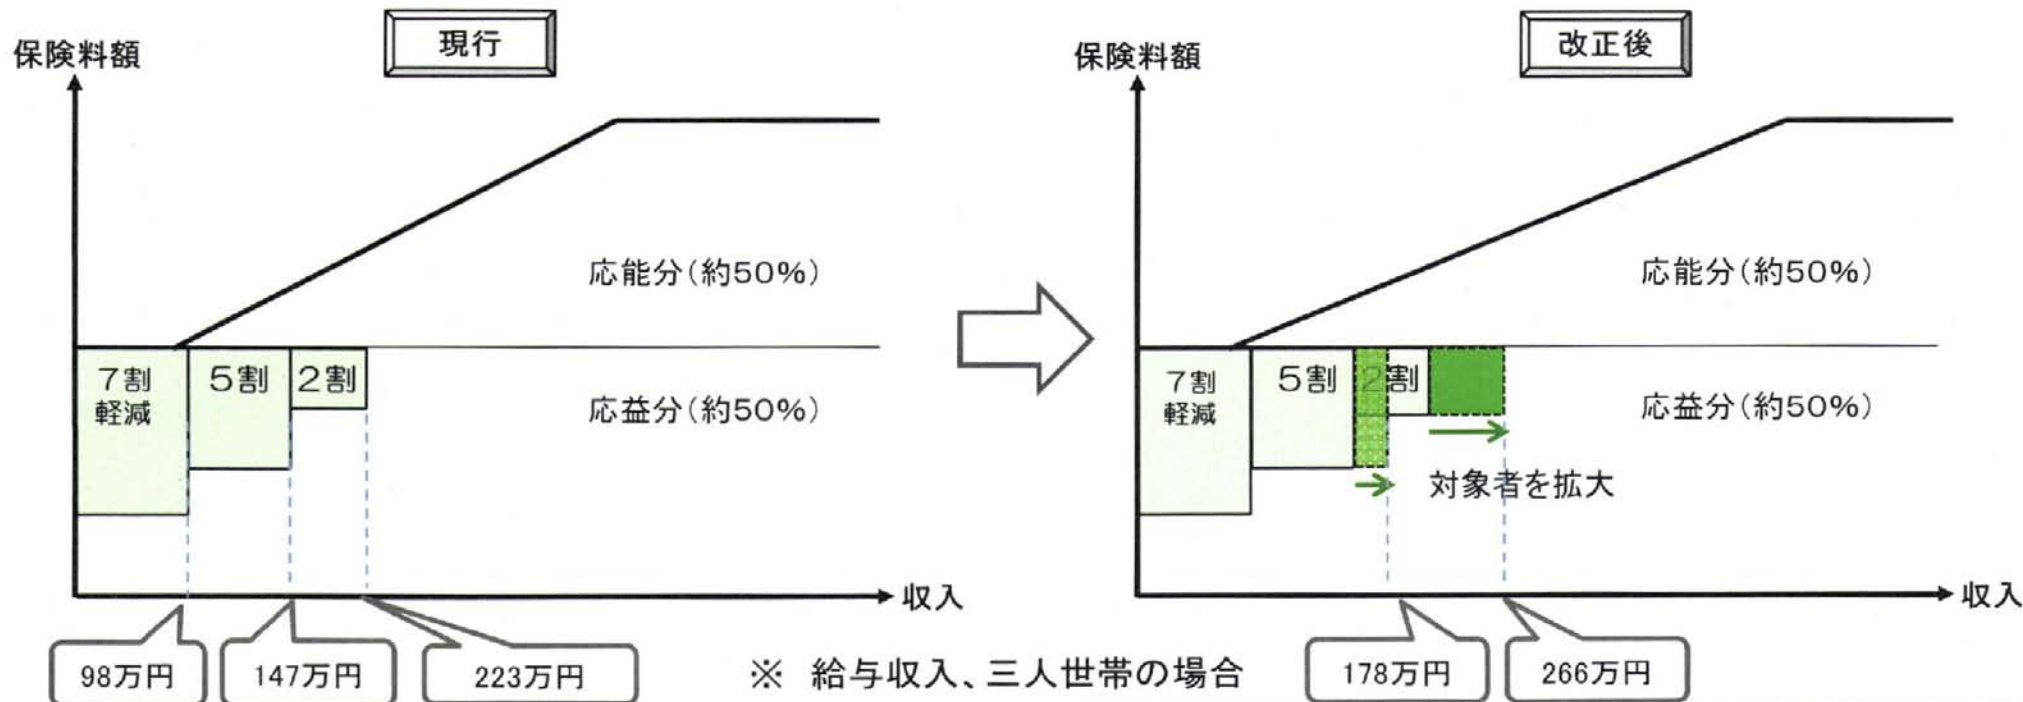 現行
保険料額
応能分(約50%)
7割
軽減
5割
2割
応益分(約50%)
収入
98万円
147万円
223万円
※ 給与収入、三人世帯の場合
改正後
保険料額
応能分(約50%)
7割
軽減
5割
2割
応益分(約50%)
対象者を拡大
収入
178万円
266万円